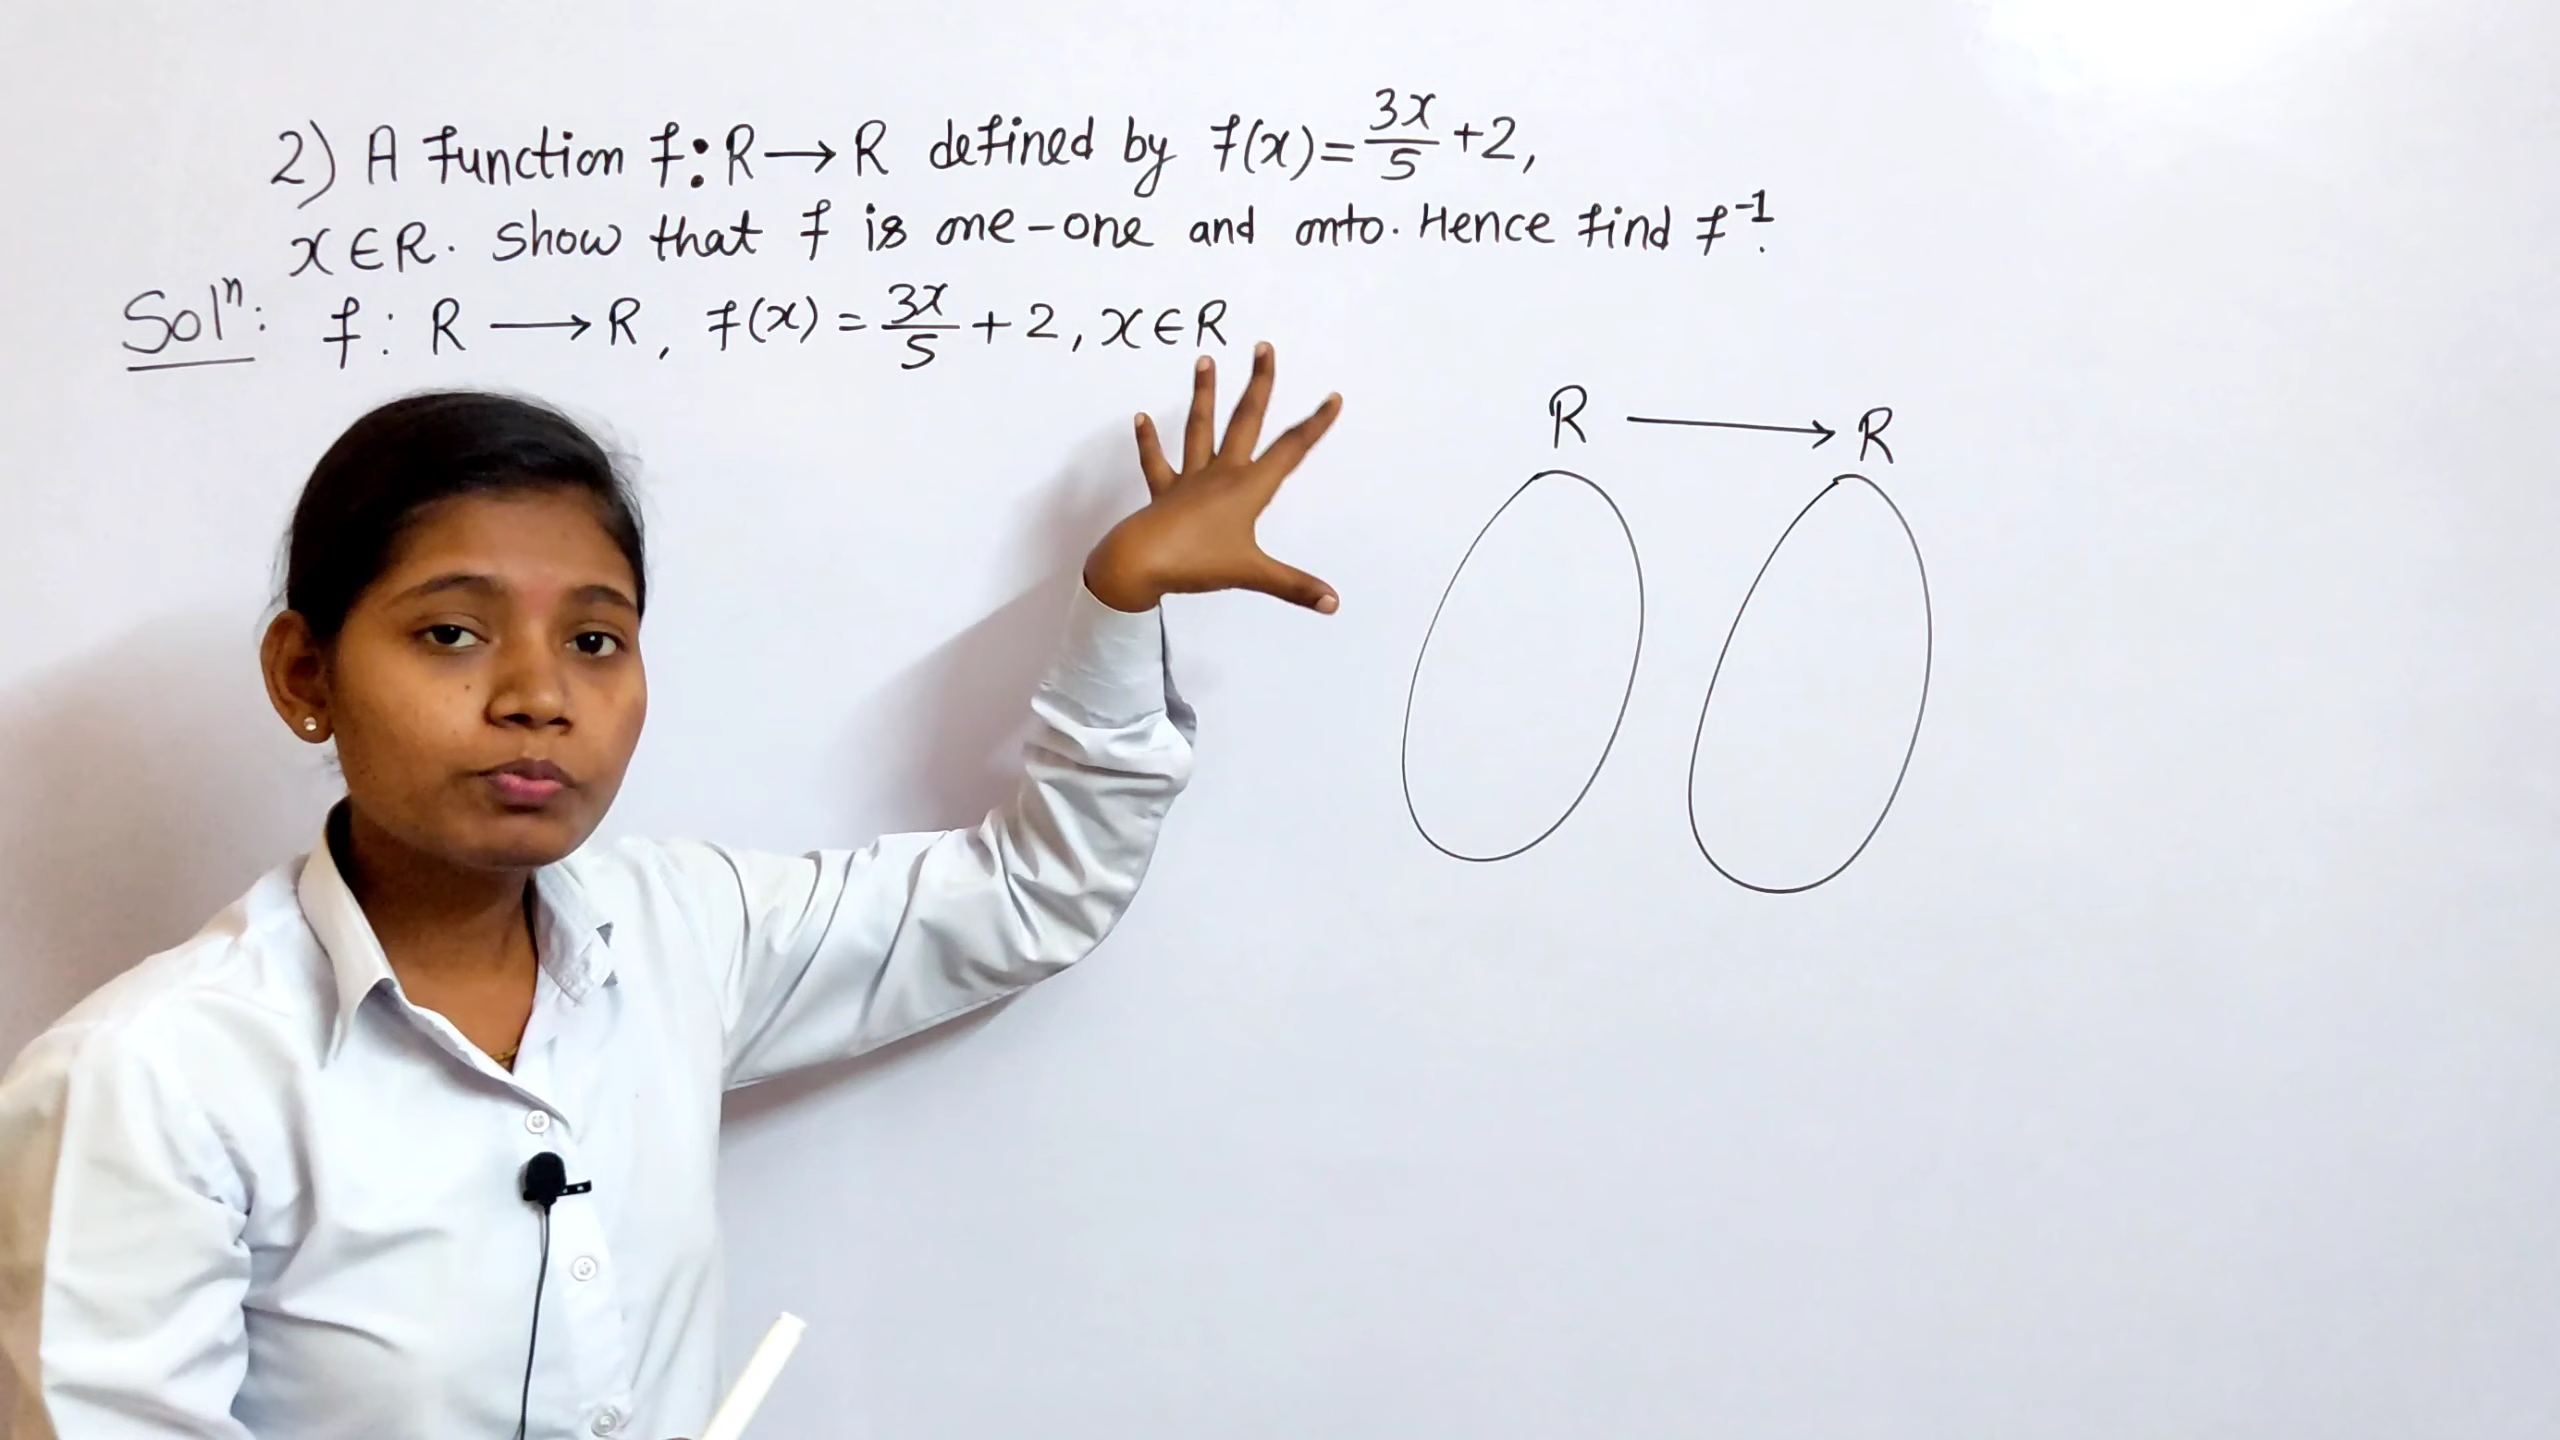 2) A function f: R → R defined by f(x) = 3x/5 + 2,
x ∈ R. Show that f is one-one and onto. Hence find f⁻¹.
Solⁿ: f : R → R, f(x) = 3x/5 + 2, x ∈ R
R → R